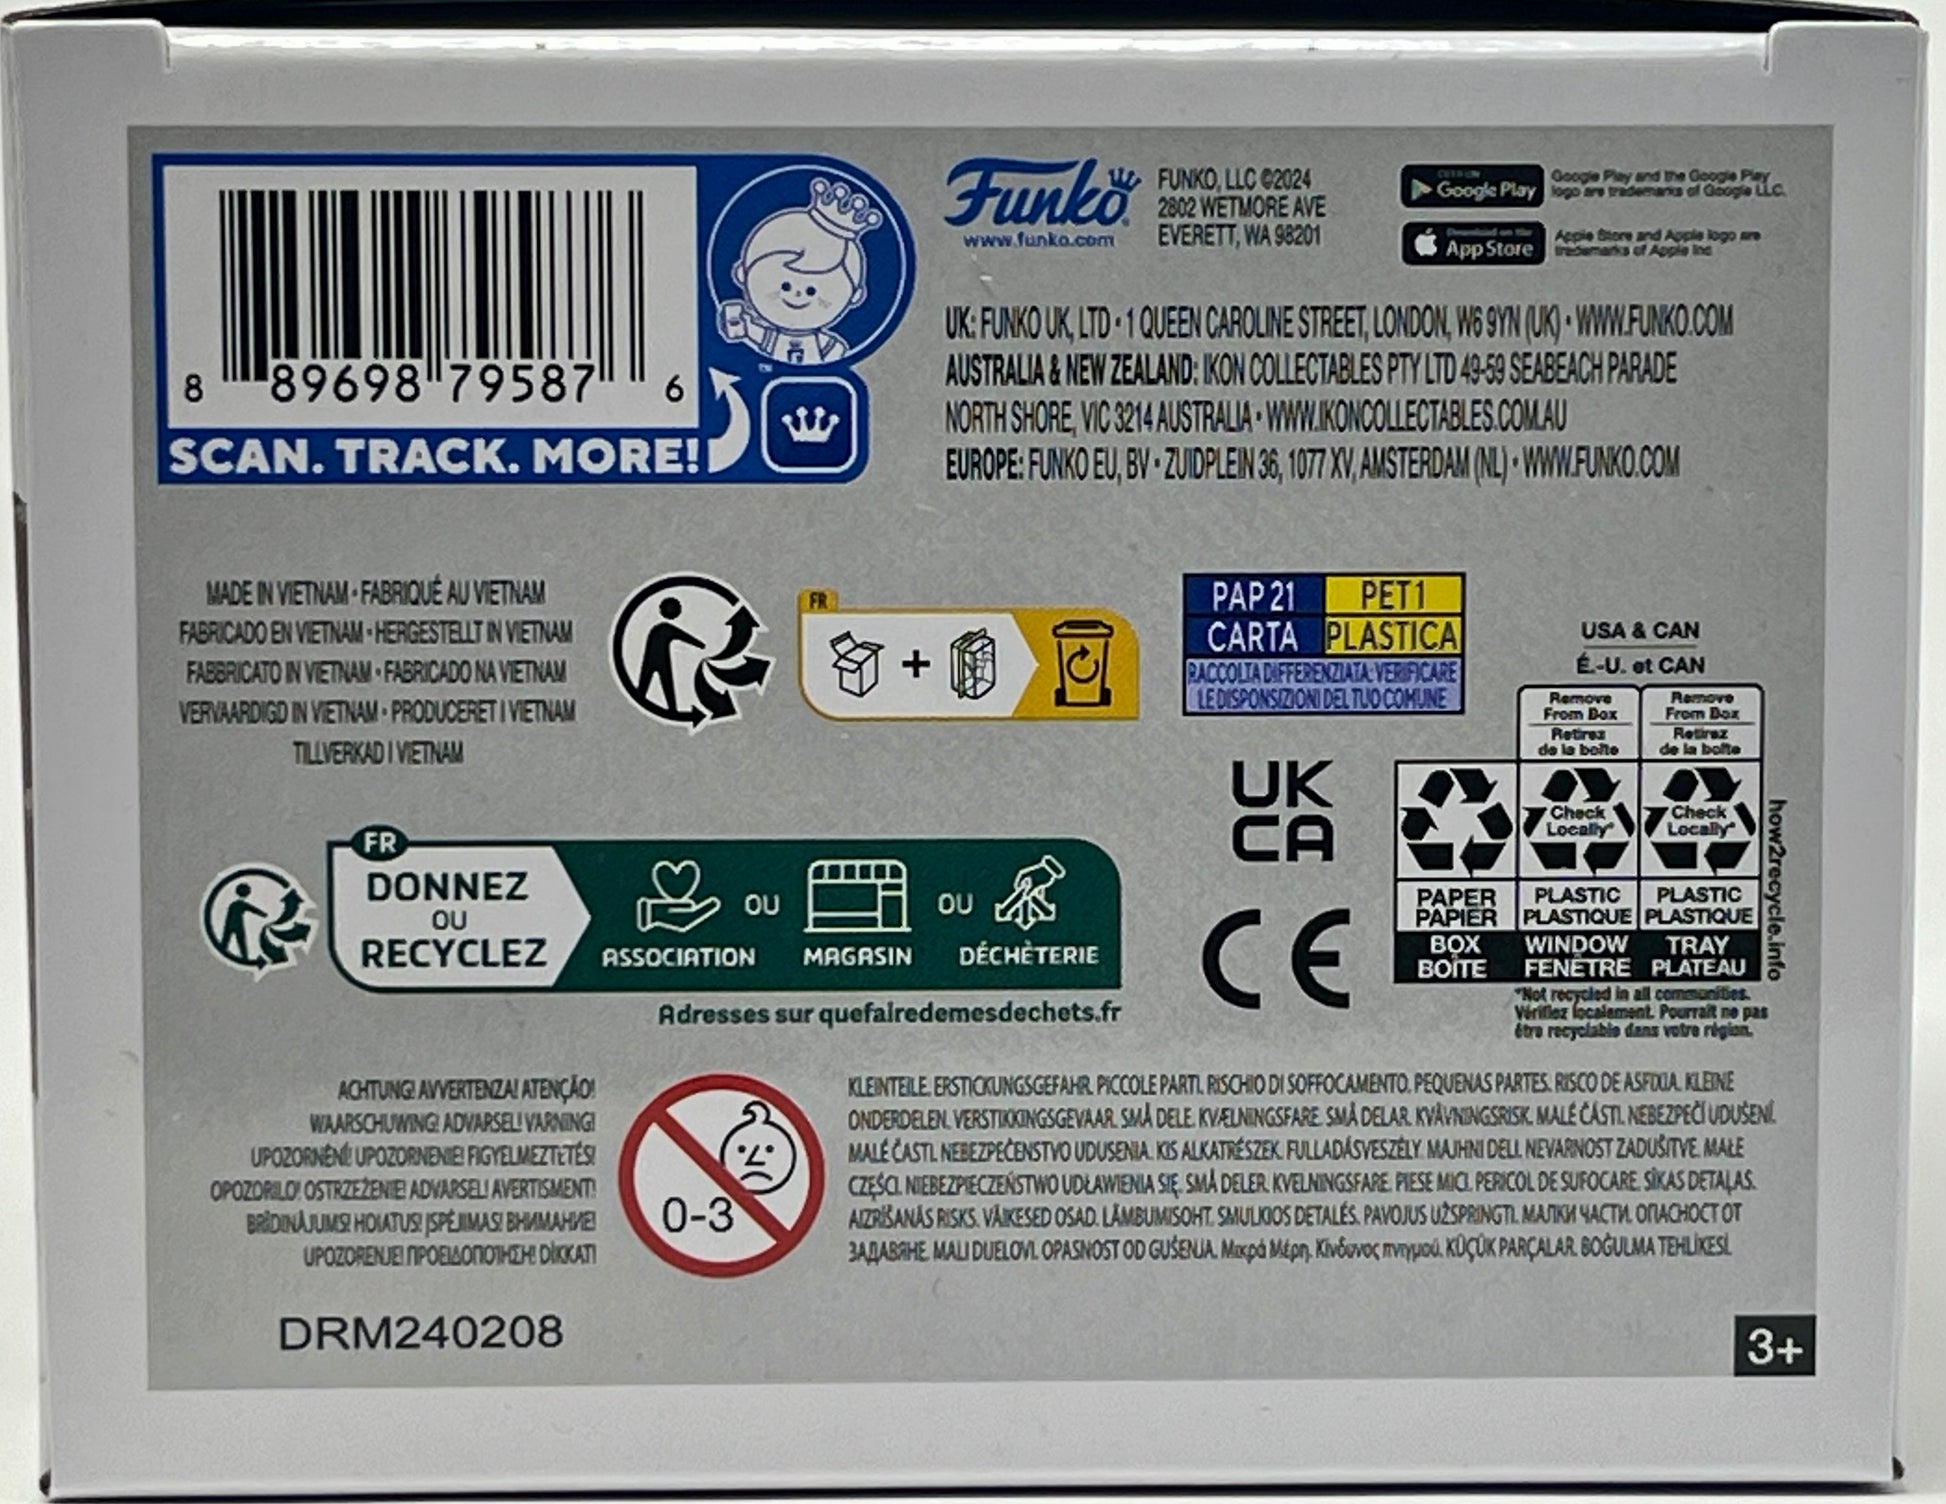 8 89698 79587 6
SCAN. TRACK. MORE!
Funko
www.funko.com
FUNKO, LLC ©2024
2802 WETMORE AVE
EVERETT, WA 98201
Google Play
Google Play and the Google Play
logo are trademarks of Google LLC.
Download on the
App Store
Apple Store and Apple logo are
trademarks of Apple Inc
UK: FUNKO UK, LTD • 1 QUEEN CAROLINE STREET, LONDON, W6 9YN (UK) • WWW.FUNKO.COM
AUSTRALIA & NEW ZEALAND: IKON COLLECTABLES PTY LTD 49-59 SEABEACH PARADE
NORTH SHORE, VIC 3214 AUSTRALIA • WWW.IKONCOLLECTABLES.COM.AU
EUROPE: FUNKO EU, BV • ZUIDPLEIN 36, 1077 XV, AMSTERDAM (NL) • WWW.FUNKO.COM
MADE IN VIETNAM • FABRIQUÉ AU VIETNAM
FABRICADO EN VIETNAM • HERGESTELLT IN VIETNAM
FABBRICATO IN VIETNAM • FABRICADO NA VIETNAM
VERVAARDIGD IN VIETNAM • PRODUCERET I VIETNAM
TILLVERKAD I VIETNAM
FR
+
PAP 21 PET 1
CARTA PLASTICA
RACCOLTA DIFFERENZIATA: VERIFICARE
LE DISPONSIZIONI DEL TUO COMUNE
USA & CAN
É.-U. et CAN
Remove From Box
Retirez de la boîte
Remove From Box
Retirez de la boîte
Check Locally*
Check Locally*
PAPER PAPIER
PLASTIC PLASTIQUE
PLASTIC PLASTIQUE
BOX BOÎTE
WINDOW FENÊTRE
TRAY PLATEAU
how2recycle.info
*Not recycled in all communities.
Vérifiez localement. Pourrait ne pas
être recyclable dans votre région.
UK
CA
CE
FR
DONNEZ
OU
RECYCLEZ
ASSOCIATION OU MAGASIN OU DÉCHÈTERIE
Adresses sur quefairedemesdechets.fr
ACHTUNG! AVVERTENZA! ATENÇÃO!
WAARSCHUWING! ADVARSEL! VARNING!
UPOZORNĚNÍ! UPOZORNENIE! FIGYELMEZTETÉS!
OPOZORILO! OSTRZEŻENIE! ADVARSEL! AVERTISMENT!
BRĪDINĀJUMS! HOIATUS! ĮSPĖJIMAS! ВНИМАНИЕ!
UPOZORENJE! ΠΡΟΕΙΔΟΠΟΙΗΣΗ! DİKKAT!
0-3
KLEINTEILE. ERSTICKUNGSGEFAHR. PICCOLE PARTI. RISCHIO DI SOFFOCAMENTO. PEQUENAS PARTES. RISCO DE ASFIXIA. KLEINE
ONDERDELEN. VERSTIKKINGSGEVAAR. SMÅ DELE. KVÆLNINGSFARE. SMÅ DELAR. KVÄVNINGSRISK. MALÉ ČÁSTI. NEBEZPEČÍ UDUŠENÍ.
MALÉ ČASTI. NEBEZPEČENSTVO UDUSENIA. KIS ALKATRÉSZEK. FULLADÁSVESZÉLY. MAJHNI DELI. NEVARNOST ZADUŠITVE. MAŁE
CZĘŚCI. NIEBEZPIECZEŃSTWO UDŁAWIENIA SIĘ. SMÅ DELER. KVELNINGSFARE. PIESE MICI. PERICOL DE SUFOCARE. SĪKAS DETAĻAS.
AIZRĪŠANĀS RISKS. VÄIKESED OSAD. LÄMBUMISOHT. SMULKIOS DETALĖS. PAVOJUS UŽSPRINGTI. МАЛКИ ЧАСТИ. ОПАСНОСТ ОТ
ЗАДАВЯНЕ. MALI DIJELOVI. OPASNOST OD GUŠENJA. Μικρά Μέρη. Κίνδυνος πνιγμού. KÜÇÜK PARÇALAR. BOĞULMA TEHLİKESİ.
DRM240208
3+